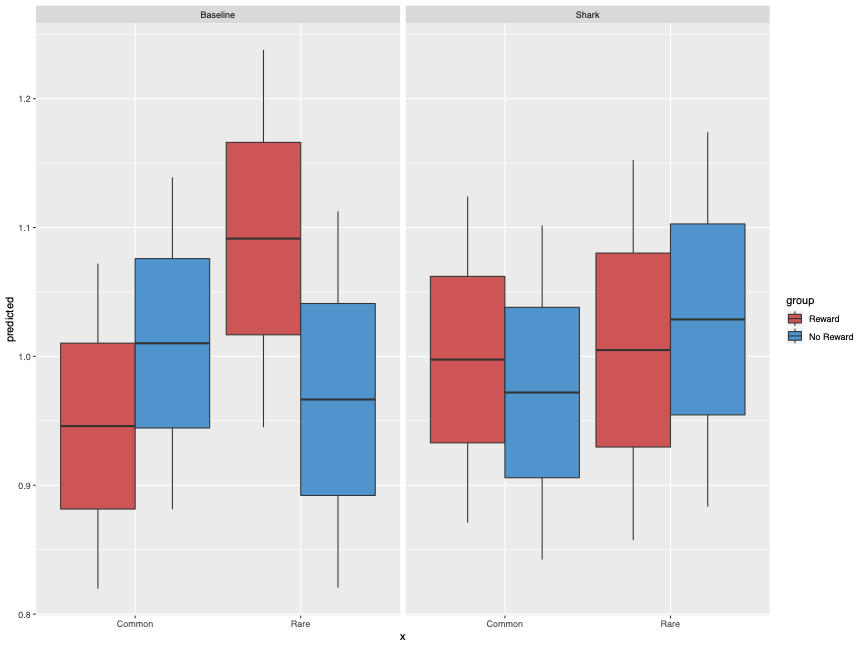 Baseline Shark
1.2
1.1
1.0
0.9
0.8
predicted
Common Rare Common Rare
x
group
Reward
No Reward